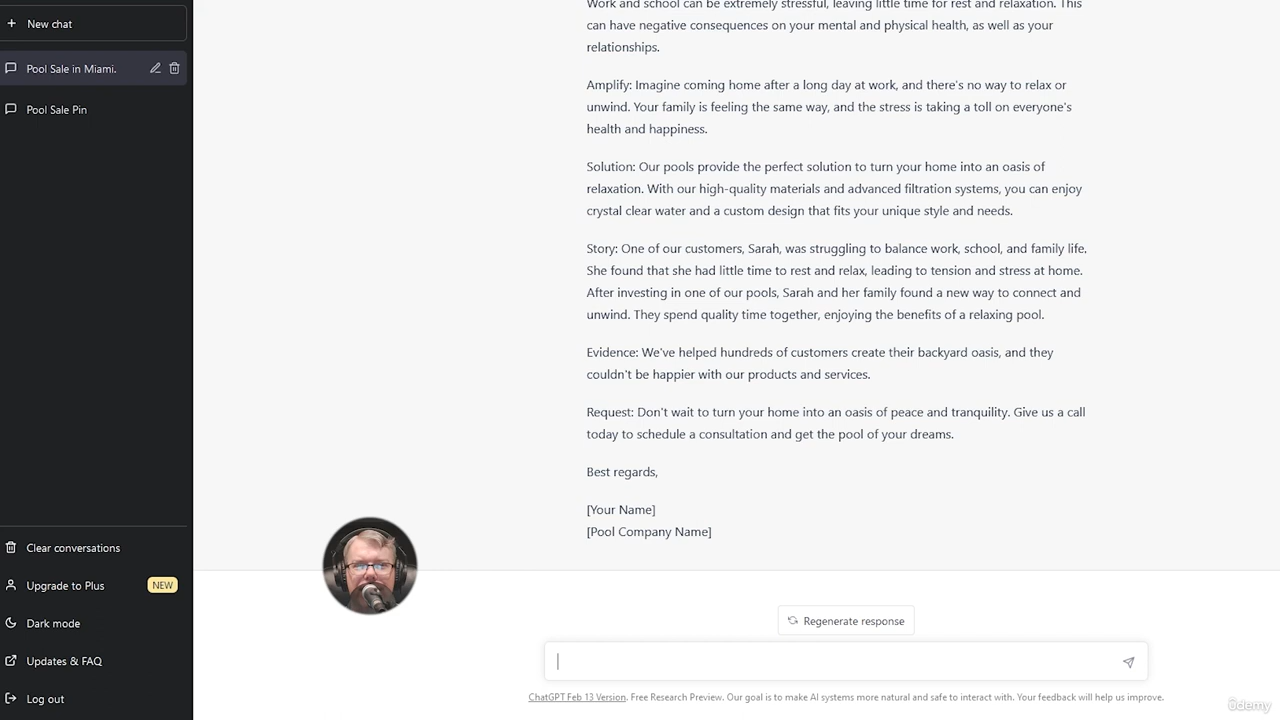 New chat
Pool Sale in Miami.
Pool Sale Pin
Work and school can be extremely stressful, leaving little time for rest and relaxation. This
can have negative consequences on your mental and physical health, as well as your
relationships.
Amplify: Imagine coming home after a long day at work, and there's no way to relax or
unwind. Your family is feeling the same way, and the stress is taking a toll on everyone's
health and happiness.
Solution: Our pools provide the perfect solution to turn your home into an oasis of
relaxation. With our high-quality materials and advanced filtration systems, you can enjoy
crystal clear water and a custom design that fits your unique style and needs.
Story: One of our customers, Sarah, was struggling to balance work, school, and family life.
She found that she had little time to rest and relax, leading to tension and stress at home.
After investing in one of our pools, Sarah and her family found a new way to connect and
unwind. They spend quality time together, enjoying the benefits of a relaxing pool.
Evidence: We've helped hundreds of customers create their backyard oasis, and they
couldn't be happier with our products and services.
Request: Don't wait to turn your home into an oasis of peace and tranquility. Give us a call
today to schedule a consultation and get the pool of your dreams.
Best regards,
[Your Name]
[Pool Company Name]
Clear conversations
Upgrade to Plus NEW
Dark mode
Updates & FAQ
Log out
Regenerate response
ChatGPT Feb 13 Version. Free Research Preview. Our goal is to make AI systems more natural and safe to interact with. Your feedback will help us improve.
ûdemy